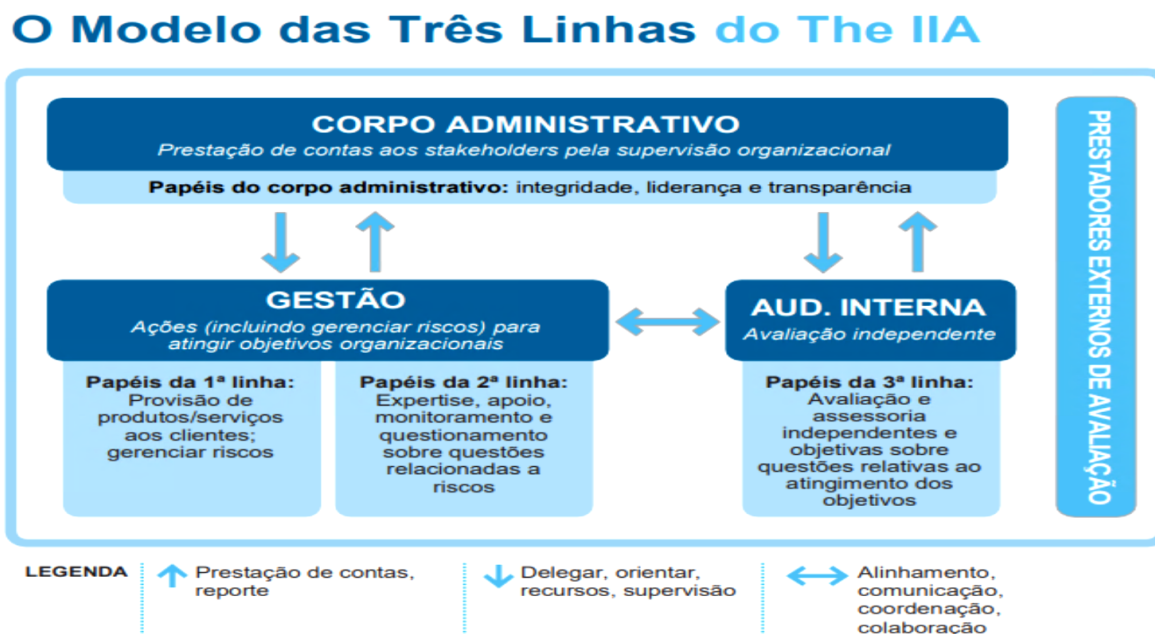 O Modelo das Três Linhas do The IIA
CORPO ADMINISTRATIVO
Prestação de contas aos stakeholders pela supervisão organizacional
Papéis do corpo administrativo: integridade, liderança e transparência
GESTÃO
Ações (incluindo gerenciar riscos) para
atingir objetivos organizacionais
Papéis da 1ª linha:
Provisão de
produtos/serviços
aos clientes;
gerenciar riscos
Papéis da 2ª linha:
Expertise, apoio,
monitoramento e
questionamento
sobre questões
relacionadas a
riscos
AUD. INTERNA
Avaliação independente
Papéis da 3ª linha:
Avaliação e
assessoria
independentes e
objetivas sobre
questões relativas ao
atingimento dos
objetivos
PRESTADORES EXTERNOS DE AVALIAÇÃO
LEGENDA
Prestação de contas,
reporte
Delegar, orientar,
recursos, supervisão
Alinhamento,
comunicação,
coordenação,
colaboração